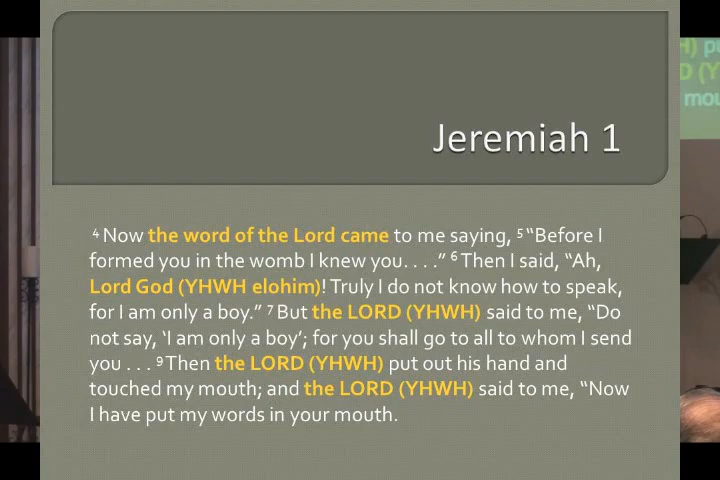 Jeremiah 1
4 Now the word of the Lord came to me saying, 5 “Before I
formed you in the womb I knew you. . . .” 6 Then I said, “Ah,
Lord God (YHWH elohim)! Truly I do not know how to speak,
for I am only a boy.” 7 But the LORD (YHWH) said to me, “Do
not say, ‘I am only a boy’; for you shall go to all to whom I send
you . . . 9 Then the LORD (YHWH) put out his hand and
touched my mouth; and the LORD (YHWH) said to me, “Now
I have put my words in your mouth.